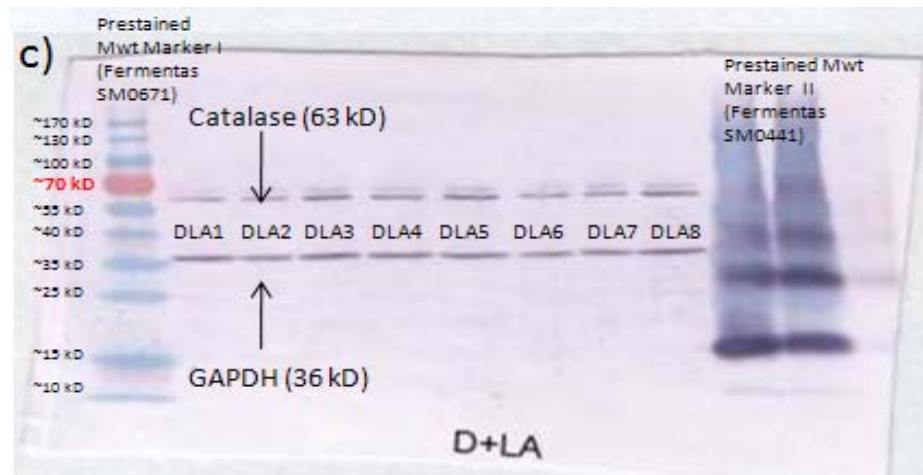 c)
Prestained
Mwt Marker I
(Fermentas
SM0671)
Prestained Mwt
Marker II
(Fermentas
SM0441)
Catalase (63 kD)
~170 kD
~130 kD
~100 kD
~70 kD
~55 kD
~40 kD
~35 kD
~25 kD
~15 kD
~10 kD
DLA1 DLA2 DLA3 DLA4 DLA5 DLA6 DLA7 DLA8
GAPDH (36 kD)
D+LA